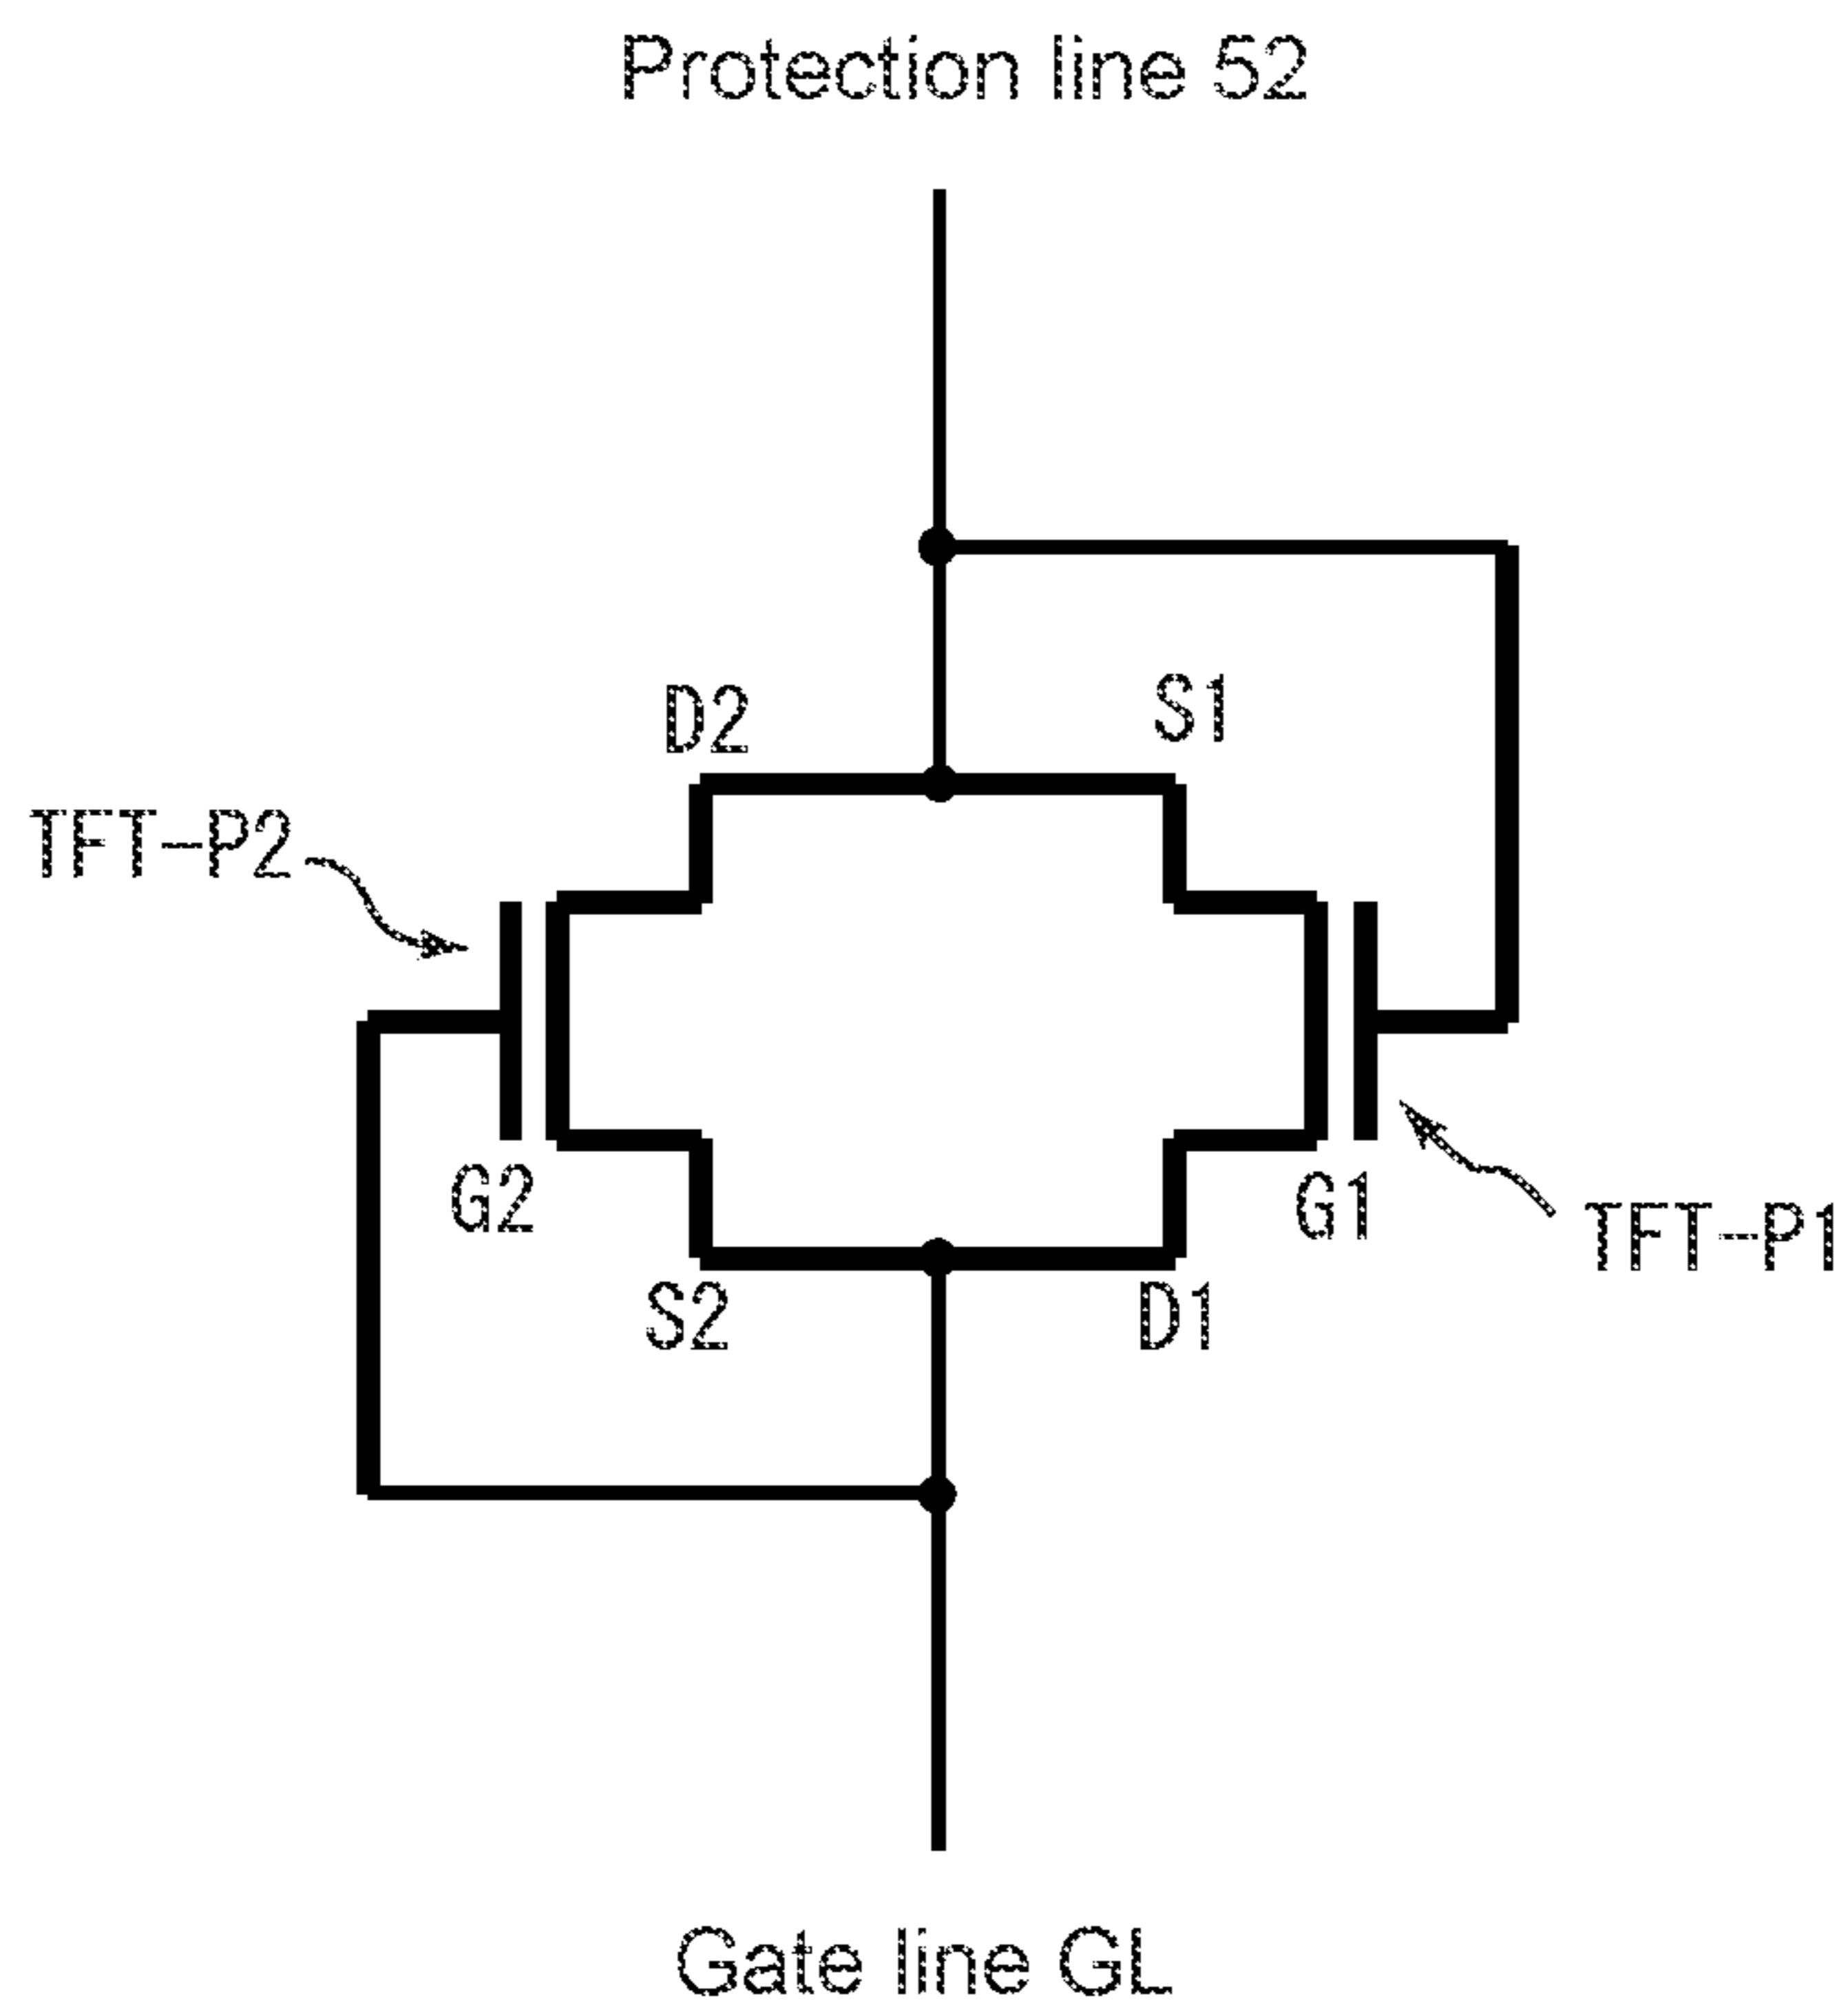 Protection line 52
D2
S1
TFT-P2
G2
G1
TFT-P1
S2
D1
Gate line GL